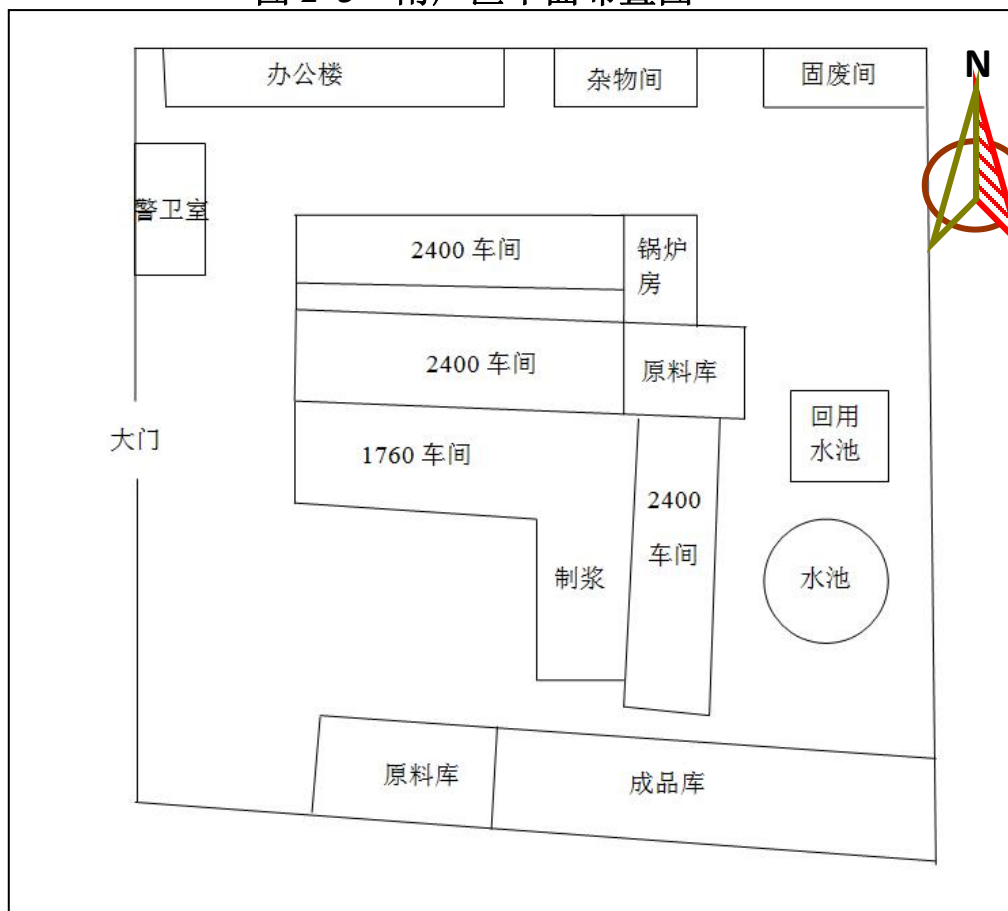 办公楼
杂物间
固废间
N
警卫室
2400 车间
锅炉
房
2400 车间
原料库
回用
水池
大门
1760 车间
2400
车间
制浆
水池
原料库
成品库